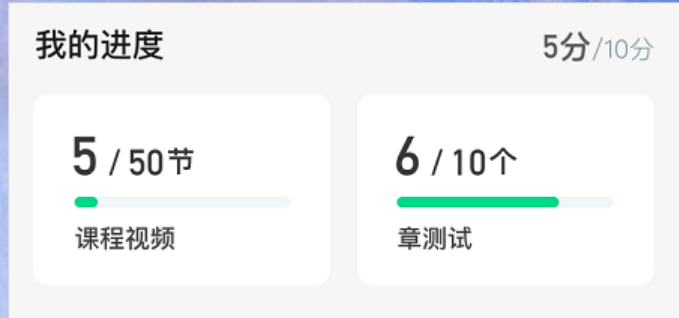 我的进度
5分/10分
5 / 50节
6 / 10个
课程视频
章测试